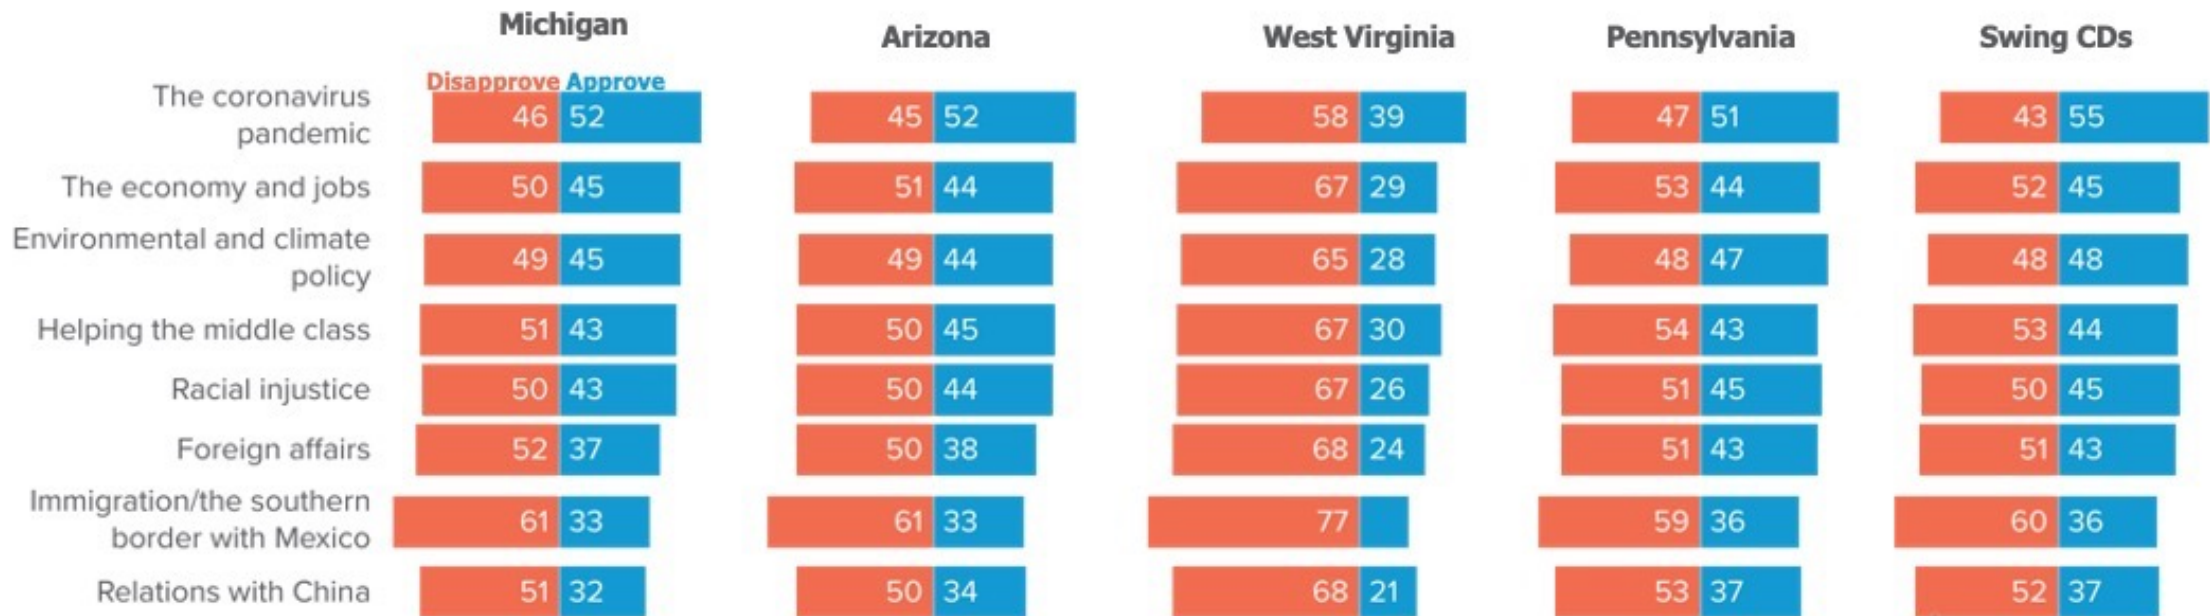 Michigan Arizona West Virginia Pennsylvania Swing CDs
Disapprove Approve
The coronavirus
pandemic
46 52 45 52 58 39 47 51 43 55
The economy and jobs 50 45 51 44 67 29 53 44 52 45
Environmental and climate
policy
49 45 49 44 65 28 48 47 48 48
Helping the middle class 51 43 50 45 67 30 54 43 53 44
Racial injustice 50 43 50 44 67 26 51 45 50 45
Foreign affairs 52 37 50 38 68 24 51 43 51 43
Immigration/the southern
border with Mexico
61 33 61 33 77 59 36 60 36
Relations with China 51 32 50 34 68 21 53 37 52 37